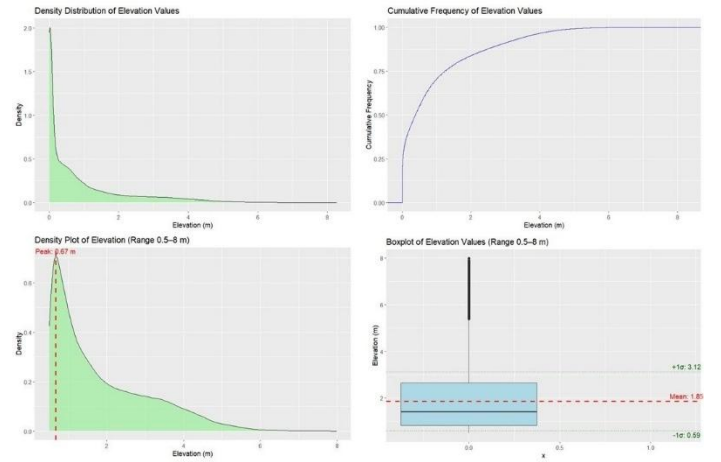 Density Distribution of Elevation Values
2.0
1.5
1.0
0.5
0.0
Density
0
2
4
6
8
Elevation (m)
Cumulative Frequency of Elevation Values
1.00
0.75
0.50
0.25
0.00
Cumulative Frequency
0
2
4
6
8
Elevation (m)
Density Plot of Elevation (Range 0.5–8 m)
Peak: 0.67 m
0.6
0.4
0.2
0.0
Density
2
4
6
8
Elevation (m)
Boxplot of Elevation Values (Range 0.5–8 m)
8
6
4
2
Elevation (m)
+1σ: 3.12
Mean: 1.85
-1σ: 0.59
0.0
0.5
1.0
x